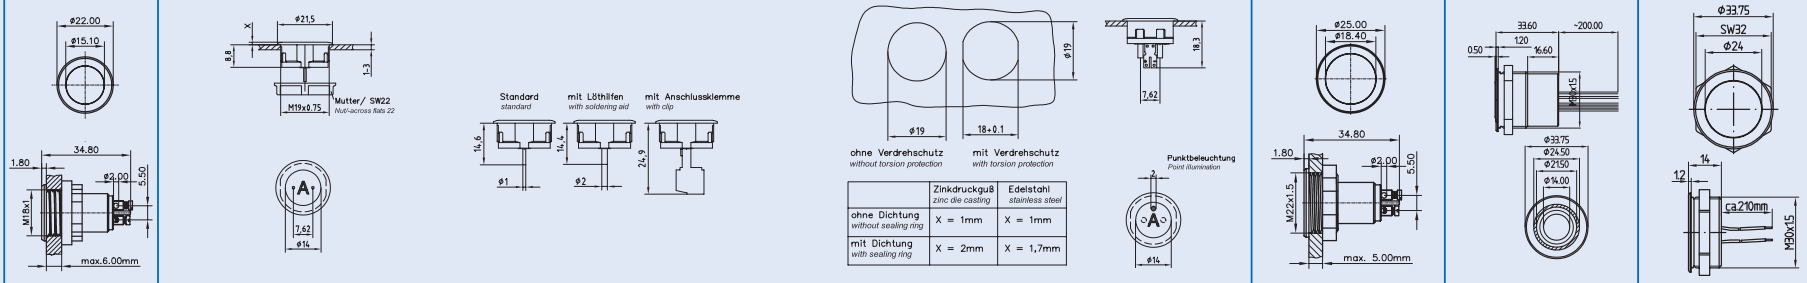 ø22.00
ø15.10
34.80
1.80
ø2.00
5.50
M18x1
max.6.00mm
ø21,5
X
8,8
1-3
M19x0.75
Mutter/ SW22
Nut/-across flats 22
A
7,62
ø14
Standard
standard
mit Löthilfen
with soldering aid
mit Anschlussklemme
with clip
14,6
14,4
24,9
ø1
ø2
ø19
18+0.1
ø19
ohne Verdrehschutz
without torsion protection
mit Verdrehschutz
with torsion protection
Zinkdruckguß
zinc die casting
Edelstahl
stainless steel
ohne Dichtung
without sealing ring
X = 1mm
X = 1mm
mit Dichtung
with sealing ring
X = 2mm
X = 1,7mm
18,3
7,62
Punktbeleuchtung
Point illumination
2
A
ø14
ø25.00
ø18.40
34.80
1.80
ø2.00
5.50
M22x1.5
max. 5.00mm
33.60
~200.00
1.20
0.50
16.60
M30x1.5
ø33.75
ø24.50
ø21.50
ø14.00
ø33.75
SW32
ø24
14
1.2
ca.210mm
M30x1.5